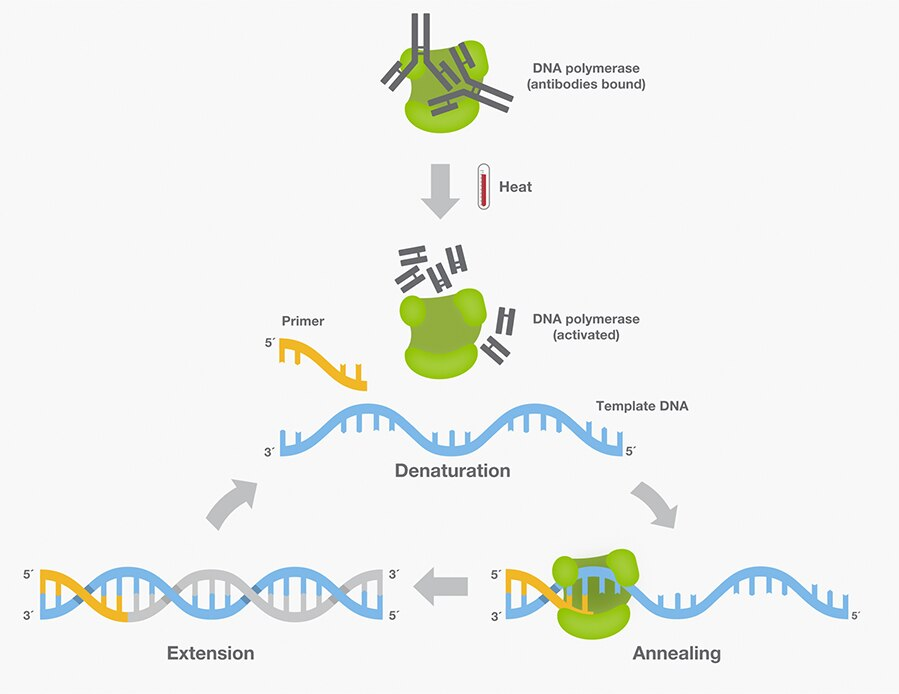 DNA polymerase
(antibodies bound)
Heat
DNA polymerase
(activated)
Primer
5´
Template DNA
3´
5´
Denaturation
5´
3´
3´
5´
Extension
5´
3´
5´
Annealing